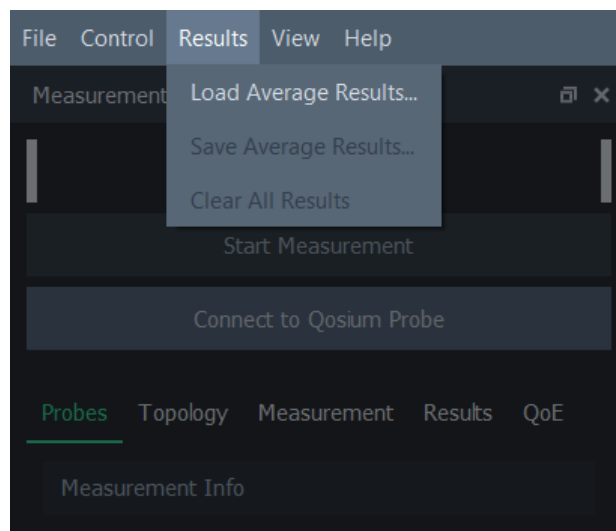 File Control Results View Help
Measurement
Load Average Results...
Save Average Results...
Clear All Results
Start Measurement
Connect to Qosium Probe
Probes Topology Measurement Results QoE
Measurement Info